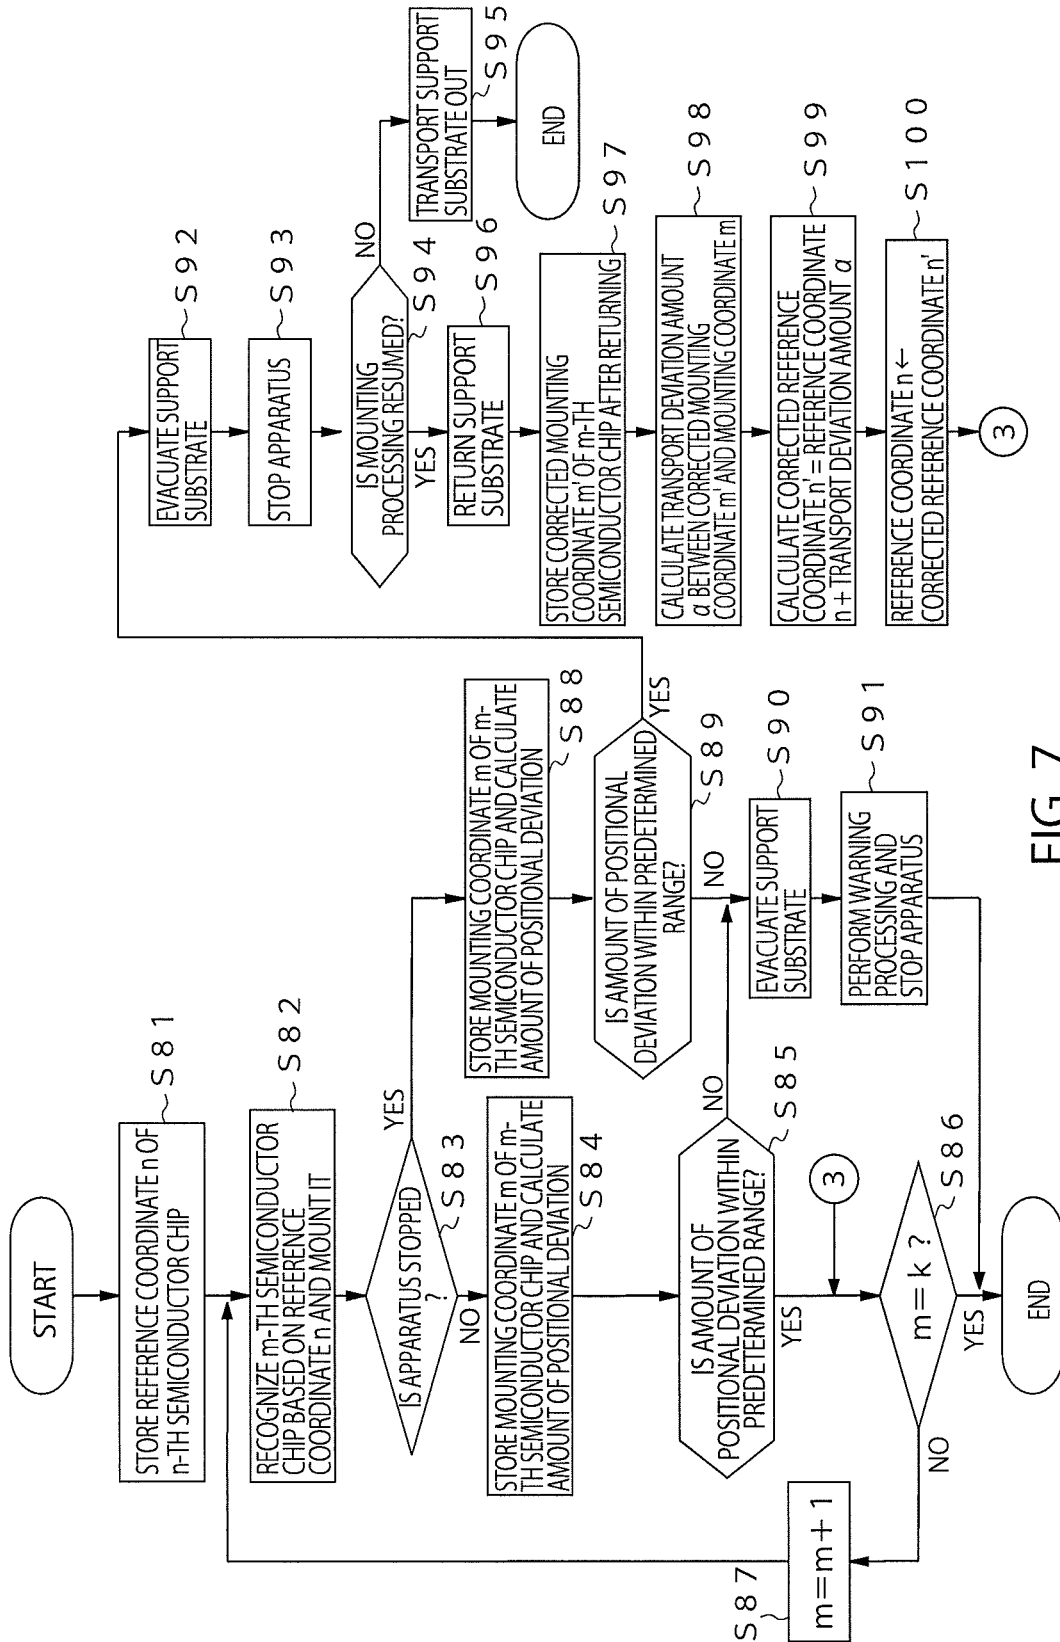 START
STORE REFERENCE COORDINATE n OF
n-TH SEMICONDUCTOR CHIP
S81
RECOGNIZE m-TH SEMICONDUCTOR
CHIP BASED ON REFERENCE
COORDINATE n AND MOUNT IT
S82
IS APPARATUS STOPPED
?
S83
YES
NO
STORE MOUNTING COORDINATE m OF m-
TH SEMICONDUCTOR CHIP AND CALCULATE
AMOUNT OF POSITIONAL DEVIATION
S84
IS AMOUNT OF
POSITIONAL DEVIATION WITHIN
PREDETERMINED RANGE?
S85
NO
YES
3
m=k?
S86
NO
YES
m=m+1
S87
END
STORE MOUNTING COORDINATE m OF m-
TH SEMICONDUCTOR CHIP AND CALCULATE
AMOUNT OF POSITIONAL DEVIATION
S88
IS AMOUNT OF POSITIONAL
DEVIATION WITHIN PREDETERMINED
RANGE?
S89
YES
NO
EVACUATE SUPPORT
SUBSTRATE
S90
PERFORM WARNING
PROCESSING AND
STOP APPARATUS
S91
EVACUATE SUPPORT
SUBSTRATE
S92
STOP APPARATUS
S93
IS MOUNTING
PROCESSING RESUMED?
S94
NO
YES
TRANSPORT SUPPORT
SUBSTRATE OUT
S95
END
RETURN SUPPORT
SUBSTRATE
S96
STORE CORRECTED MOUNTING
COORDINATE m' OF m-TH
SEMICONDUCTOR CHIP AFTER RETURNING
S97
CALCULATE TRANSPORT DEVIATION AMOUNT
α BETWEEN CORRECTED MOUNTING
COORDINATE m' AND MOUNTING COORDINATE m
S98
CALCULATE CORRECTED REFERENCE
COORDINATE n' = REFERENCE COORDINATE
n + TRANSPORT DEVIATION AMOUNT α
S99
REFERENCE COORDINATE n ←
CORRECTED REFERENCE COORDINATE n'
S100
3
FIG. 7